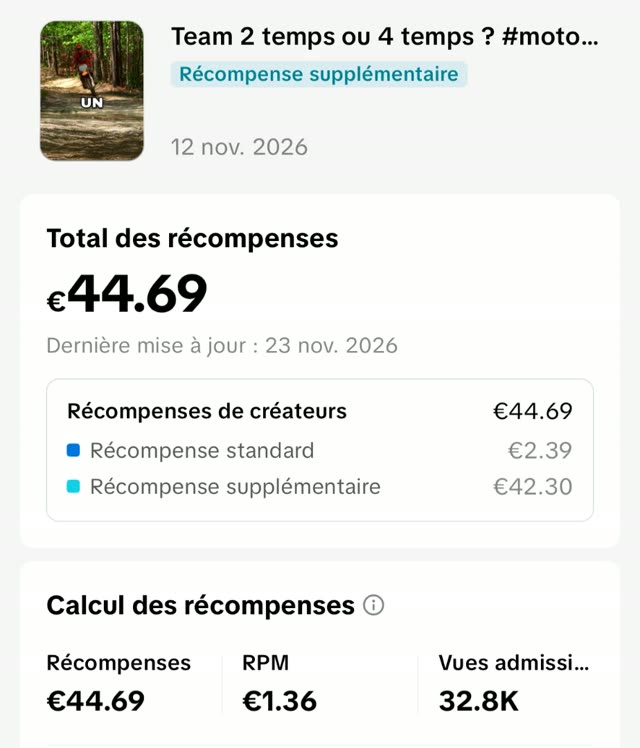 Team 2 temps ou 4 temps ? #moto...
Récompense supplémentaire
UN
12 nov. 2026
Total des récompenses
€44.69
Dernière mise à jour : 23 nov. 2026
Récompenses de créateurs €44.69
Récompense standard €2.39
Récompense supplémentaire €42.30
Calcul des récompenses
Récompenses RPM Vues admissi...
€44.69 €1.36 32.8K